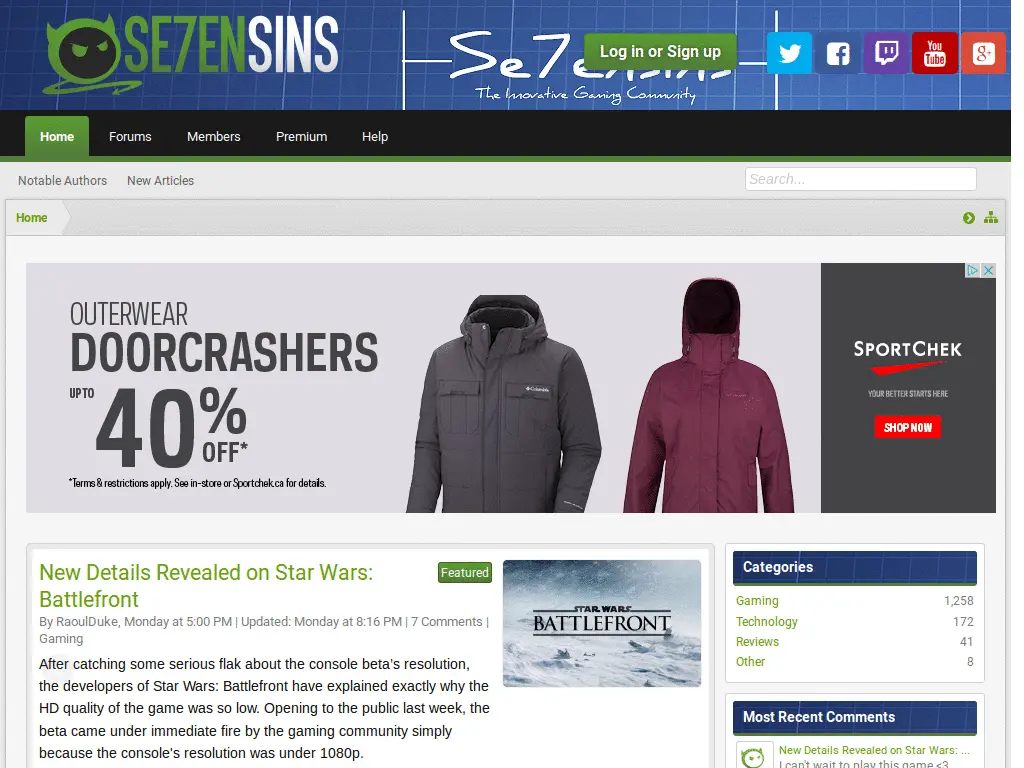 SE7ENSINS
Se7enSins
The Innovative Gaming Community
Log in or Sign up
You
Tube
g+
Home
Forums
Members
Premium
Help
Notable Authors
New Articles
Search...
Home
OUTERWEAR
DOORCRASHERS
UP TO
40%
OFF*
*Terms & restrictions apply. See in-store or Sportchek.ca for details.
Columbia
SPORTCHEK
YOUR BETTER STARTS HERE
SHOP NOW
New Details Revealed on Star Wars:
Battlefront
Featured
By RaoulDuke, Monday at 5:00 PM | Updated: Monday at 8:16 PM | 7 Comments |
Gaming
After catching some serious flak about the console beta's resolution,
the developers of Star Wars: Battlefront have explained exactly why the
HD quality of the game was so low. Opening to the public last week, the
beta came under immediate fire by the gaming community simply
because the console's resolution was under 1080p.
STAR WARS
BATTLEFRONT
Categories
Gaming 1,258
Technology 172
Reviews 41
Other 8
Most Recent Comments
New Details Revealed on Star Wars: ...
I can't wait to play this game <3